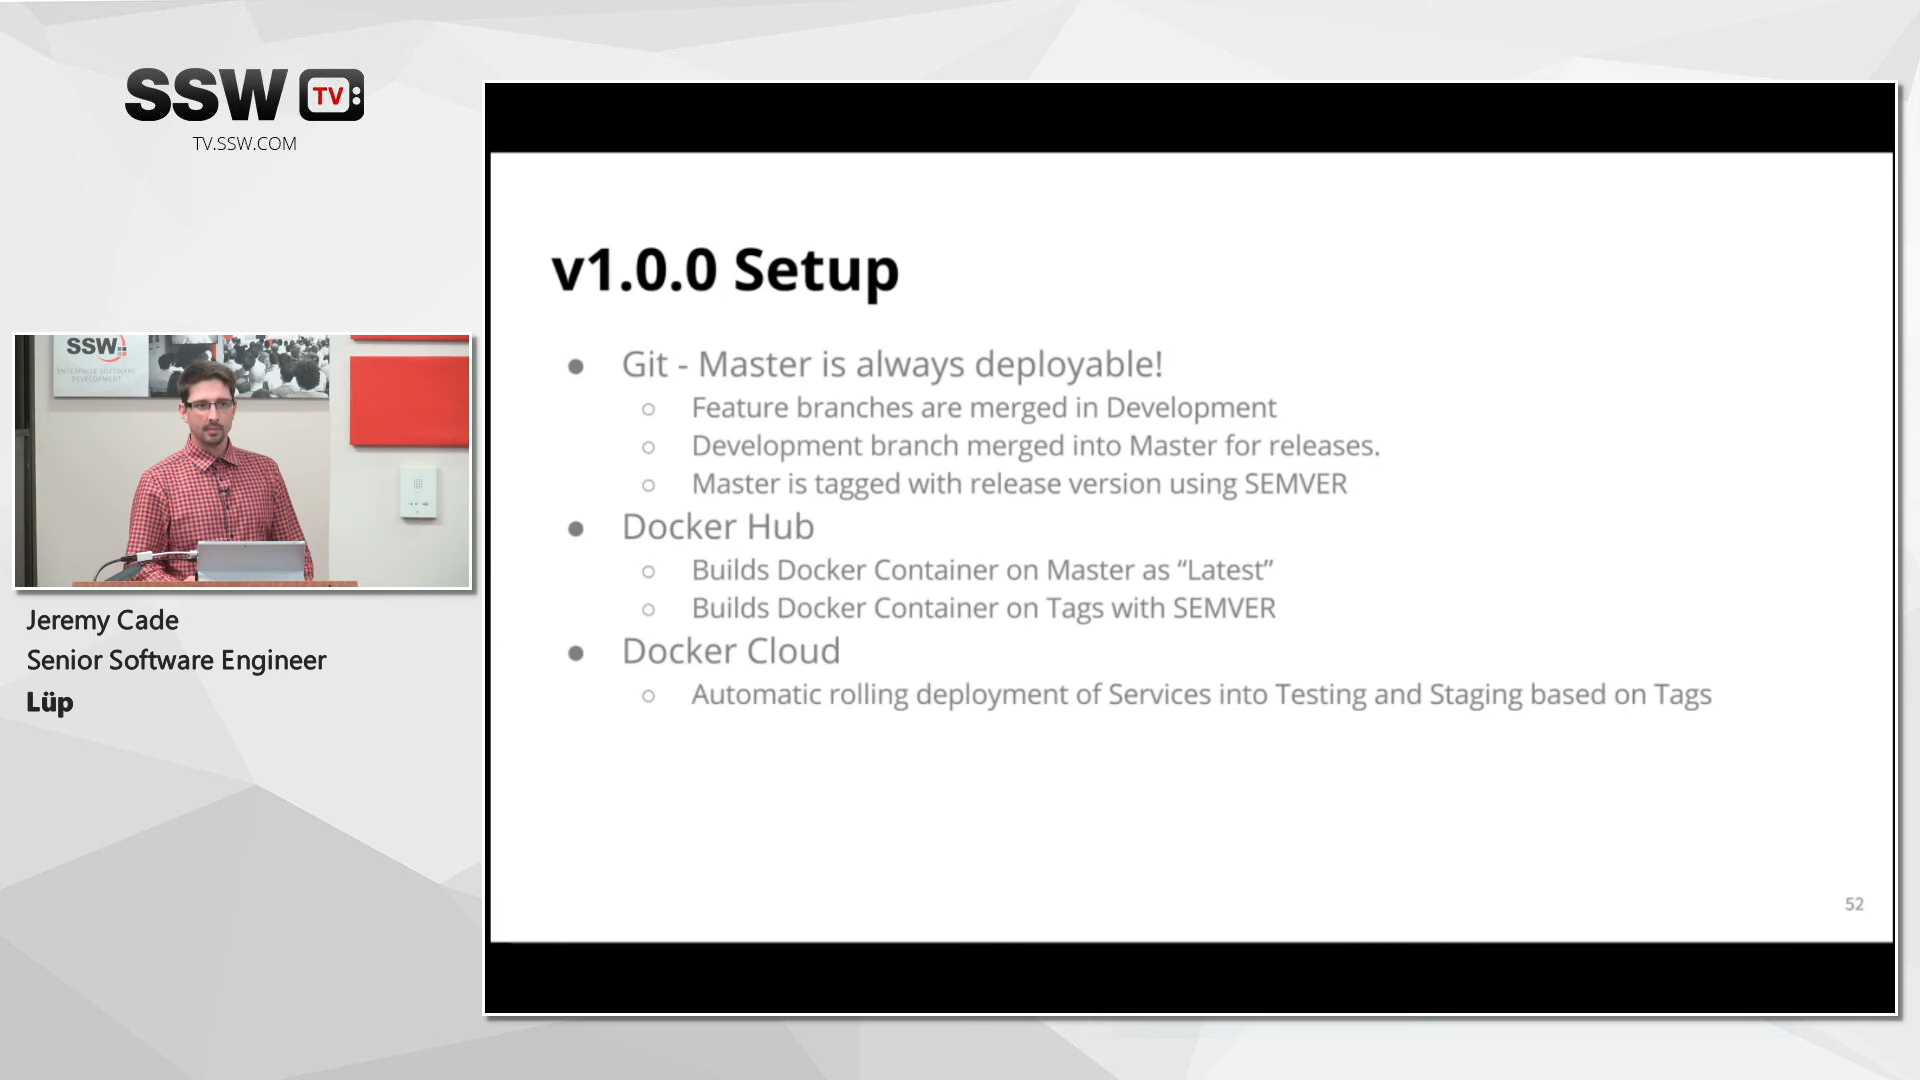 SSW TV
TV.SSW.COM
SSW
ENTERPRISE SOFTWARE
DEVELOPMENT
Jeremy Cade
Senior Software Engineer
Lüp
v1.0.0 Setup
● Git - Master is always deployable!
○ Feature branches are merged in Development
○ Development branch merged into Master for releases.
○ Master is tagged with release version using SEMVER
● Docker Hub
○ Builds Docker Container on Master as “Latest”
○ Builds Docker Container on Tags with SEMVER
● Docker Cloud
○ Automatic rolling deployment of Services into Testing and Staging based on Tags
52